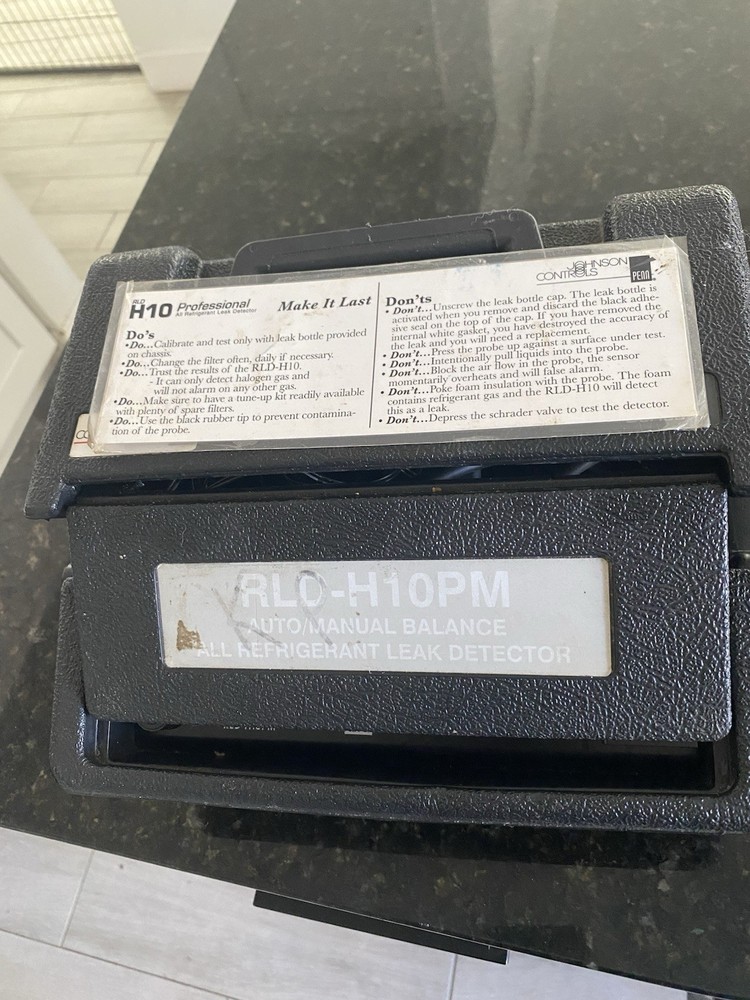 RLD
H10 Professional
All Refrigerant Leak Detector
Make It Last
Do's
•Do...Calibrate and test only with leak bottle provided
on chassis.
•Do...Change the filter often, daily if necessary.
•Do...Trust the results of the RLD-H10.
- It can only detect halogen gas and
will not alarm on any other gas.
•Do...Make sure to have a tune-up kit readily available
with plenty of spare filters.
•Do...Use the black rubber tip to prevent contamina-
tion of the probe.
JOHNSON
CONTROLS
PENN
Don'ts
• Don't...Unscrew the leak bottle cap. The leak bottle is
activated when you remove and discard the black adhe-
sive seal on the top of the cap. If you have removed the
internal white gasket, you have destroyed the accuracy of
the leak and you will need a replacement.
• Don't...Press the probe up against a surface under test.
• Don't...Intentionally pull liquids into the probe.
• Don't...Block the air flow in the probe, the sensor
momentarily overheats and will false alarm.
• Don't...Poke foam insulation with the probe. The foam
contains refrigerant gas and the RLD-H10 will detect
this as a leak.
• Don't...Depress the schrader valve to test the detector.
RLD-H10PM
AUTO/MANUAL BALANCE
ALL REFRIGERANT LEAK DETECTOR